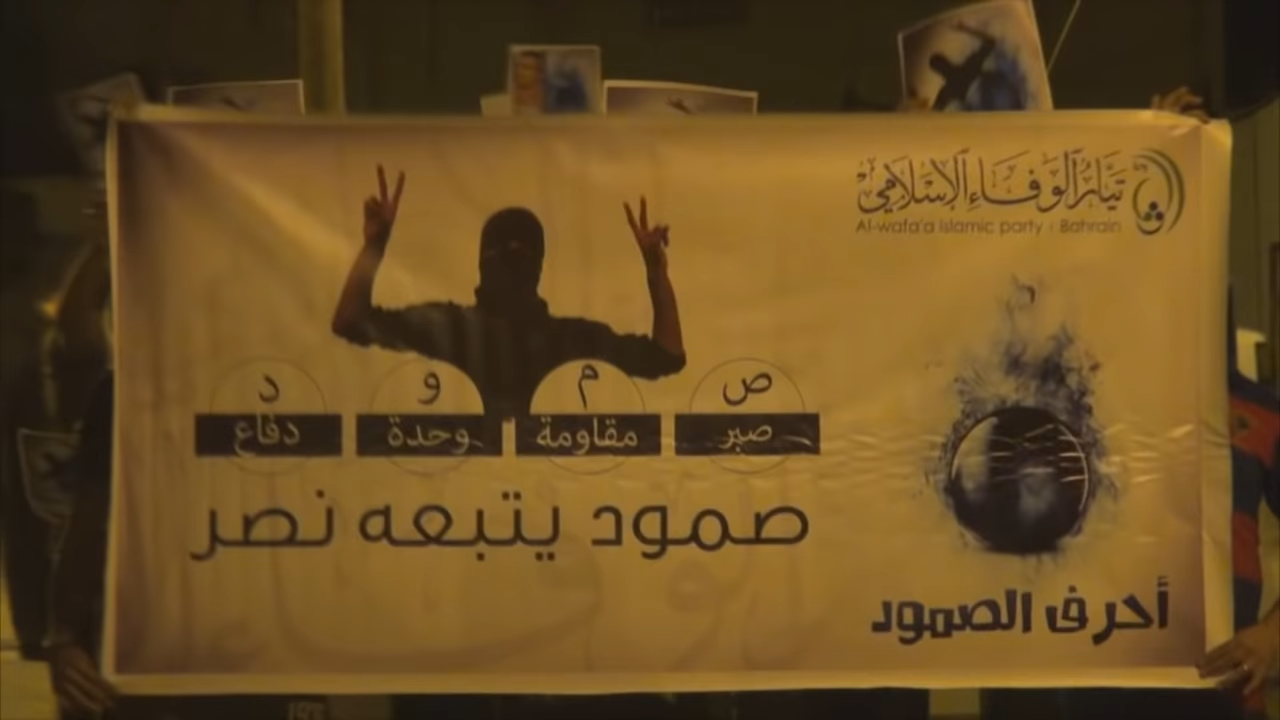 تيار الوفاء الإسلامي
Al-wafa'a islamic party : Bahrain
ص م و د
صبر مقاومة وحدة دفاع
صمود يتبعه نصر
أحرف الصمود